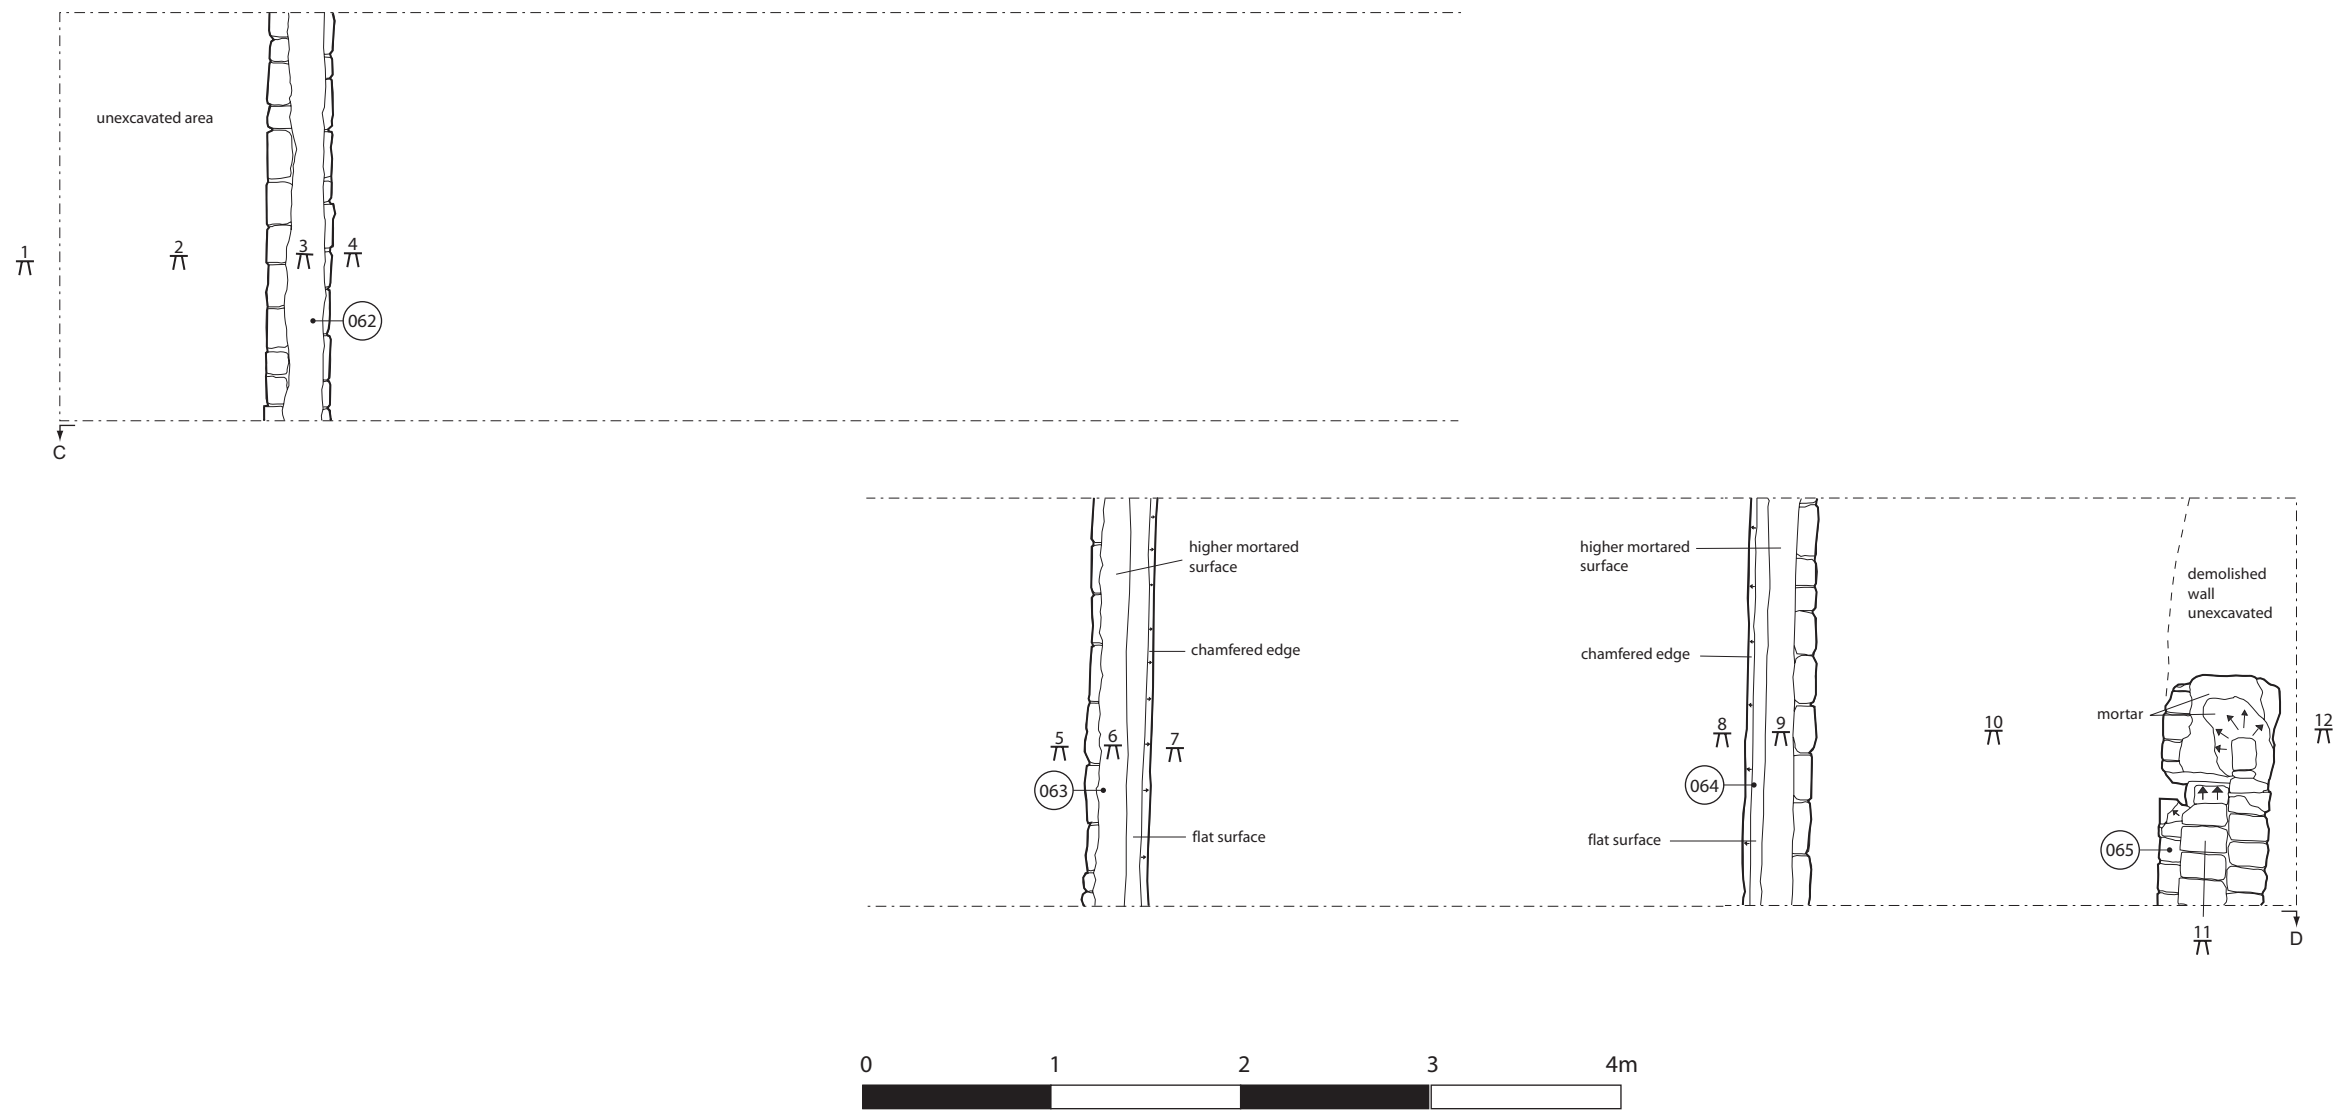 unexcavated area
1
2
3
4
062
C
higher mortared
surface
chamfered edge
5
6
7
063
flat surface
higher mortared
surface
chamfered edge
8
9
064
flat surface
10
demolished
wall
unexcavated
mortar
12
065
11
D
0 1 2 3 4m